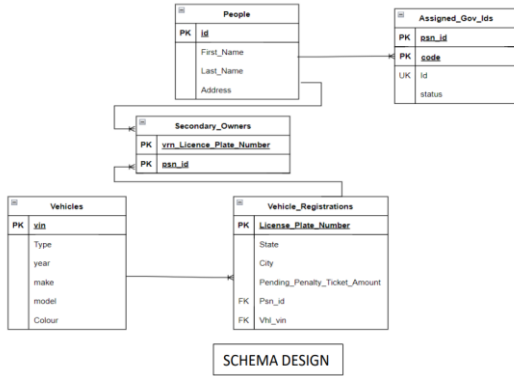 People
PK id
First_Name
Last_Name
Address
Assigned_Gov_Ids
PK psn_id
PK code
UK Id
status
Secondary_Owners
PK vrn_Licence_Plate_Number
PK psn_id
Vehicles
PK vin
Type
year
make
model
Colour
Vehicle_Registrations
PK License_Plate_Number
State
City
Pending_Penalty_Ticket_Amount
FK Psn_id
FK Vhl_vin
SCHEMA DESIGN